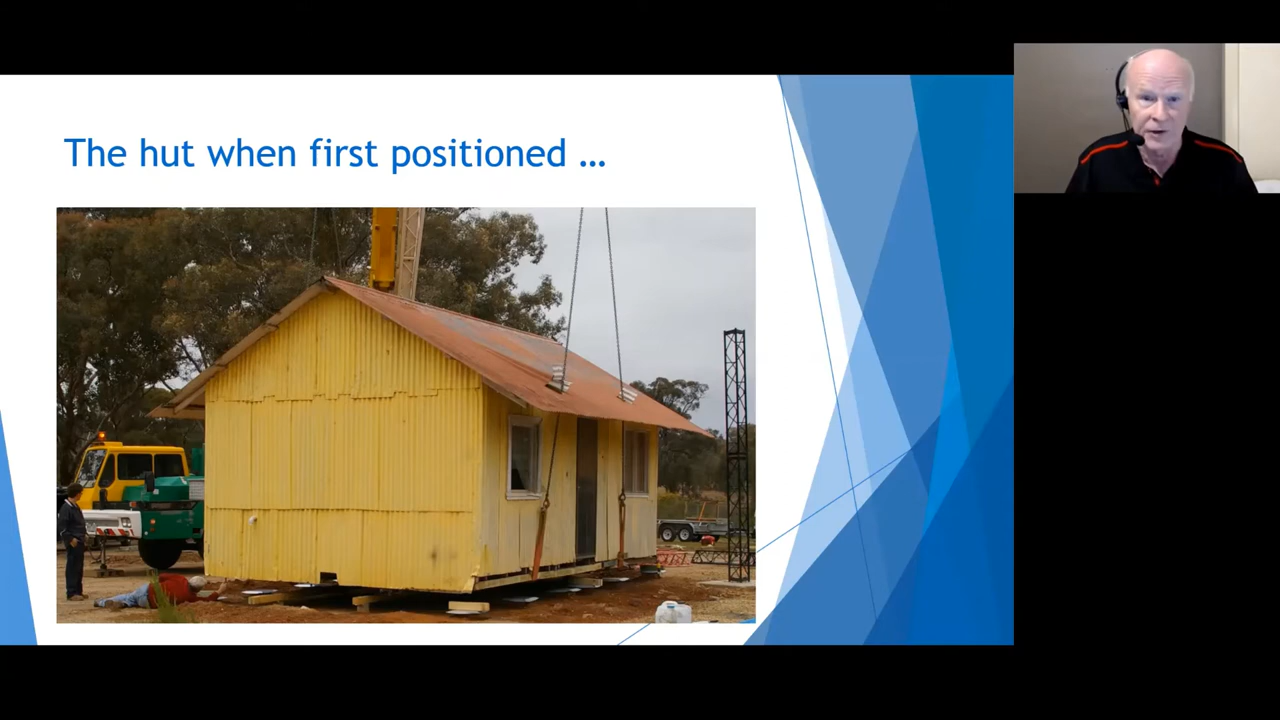 The hut when first positioned …